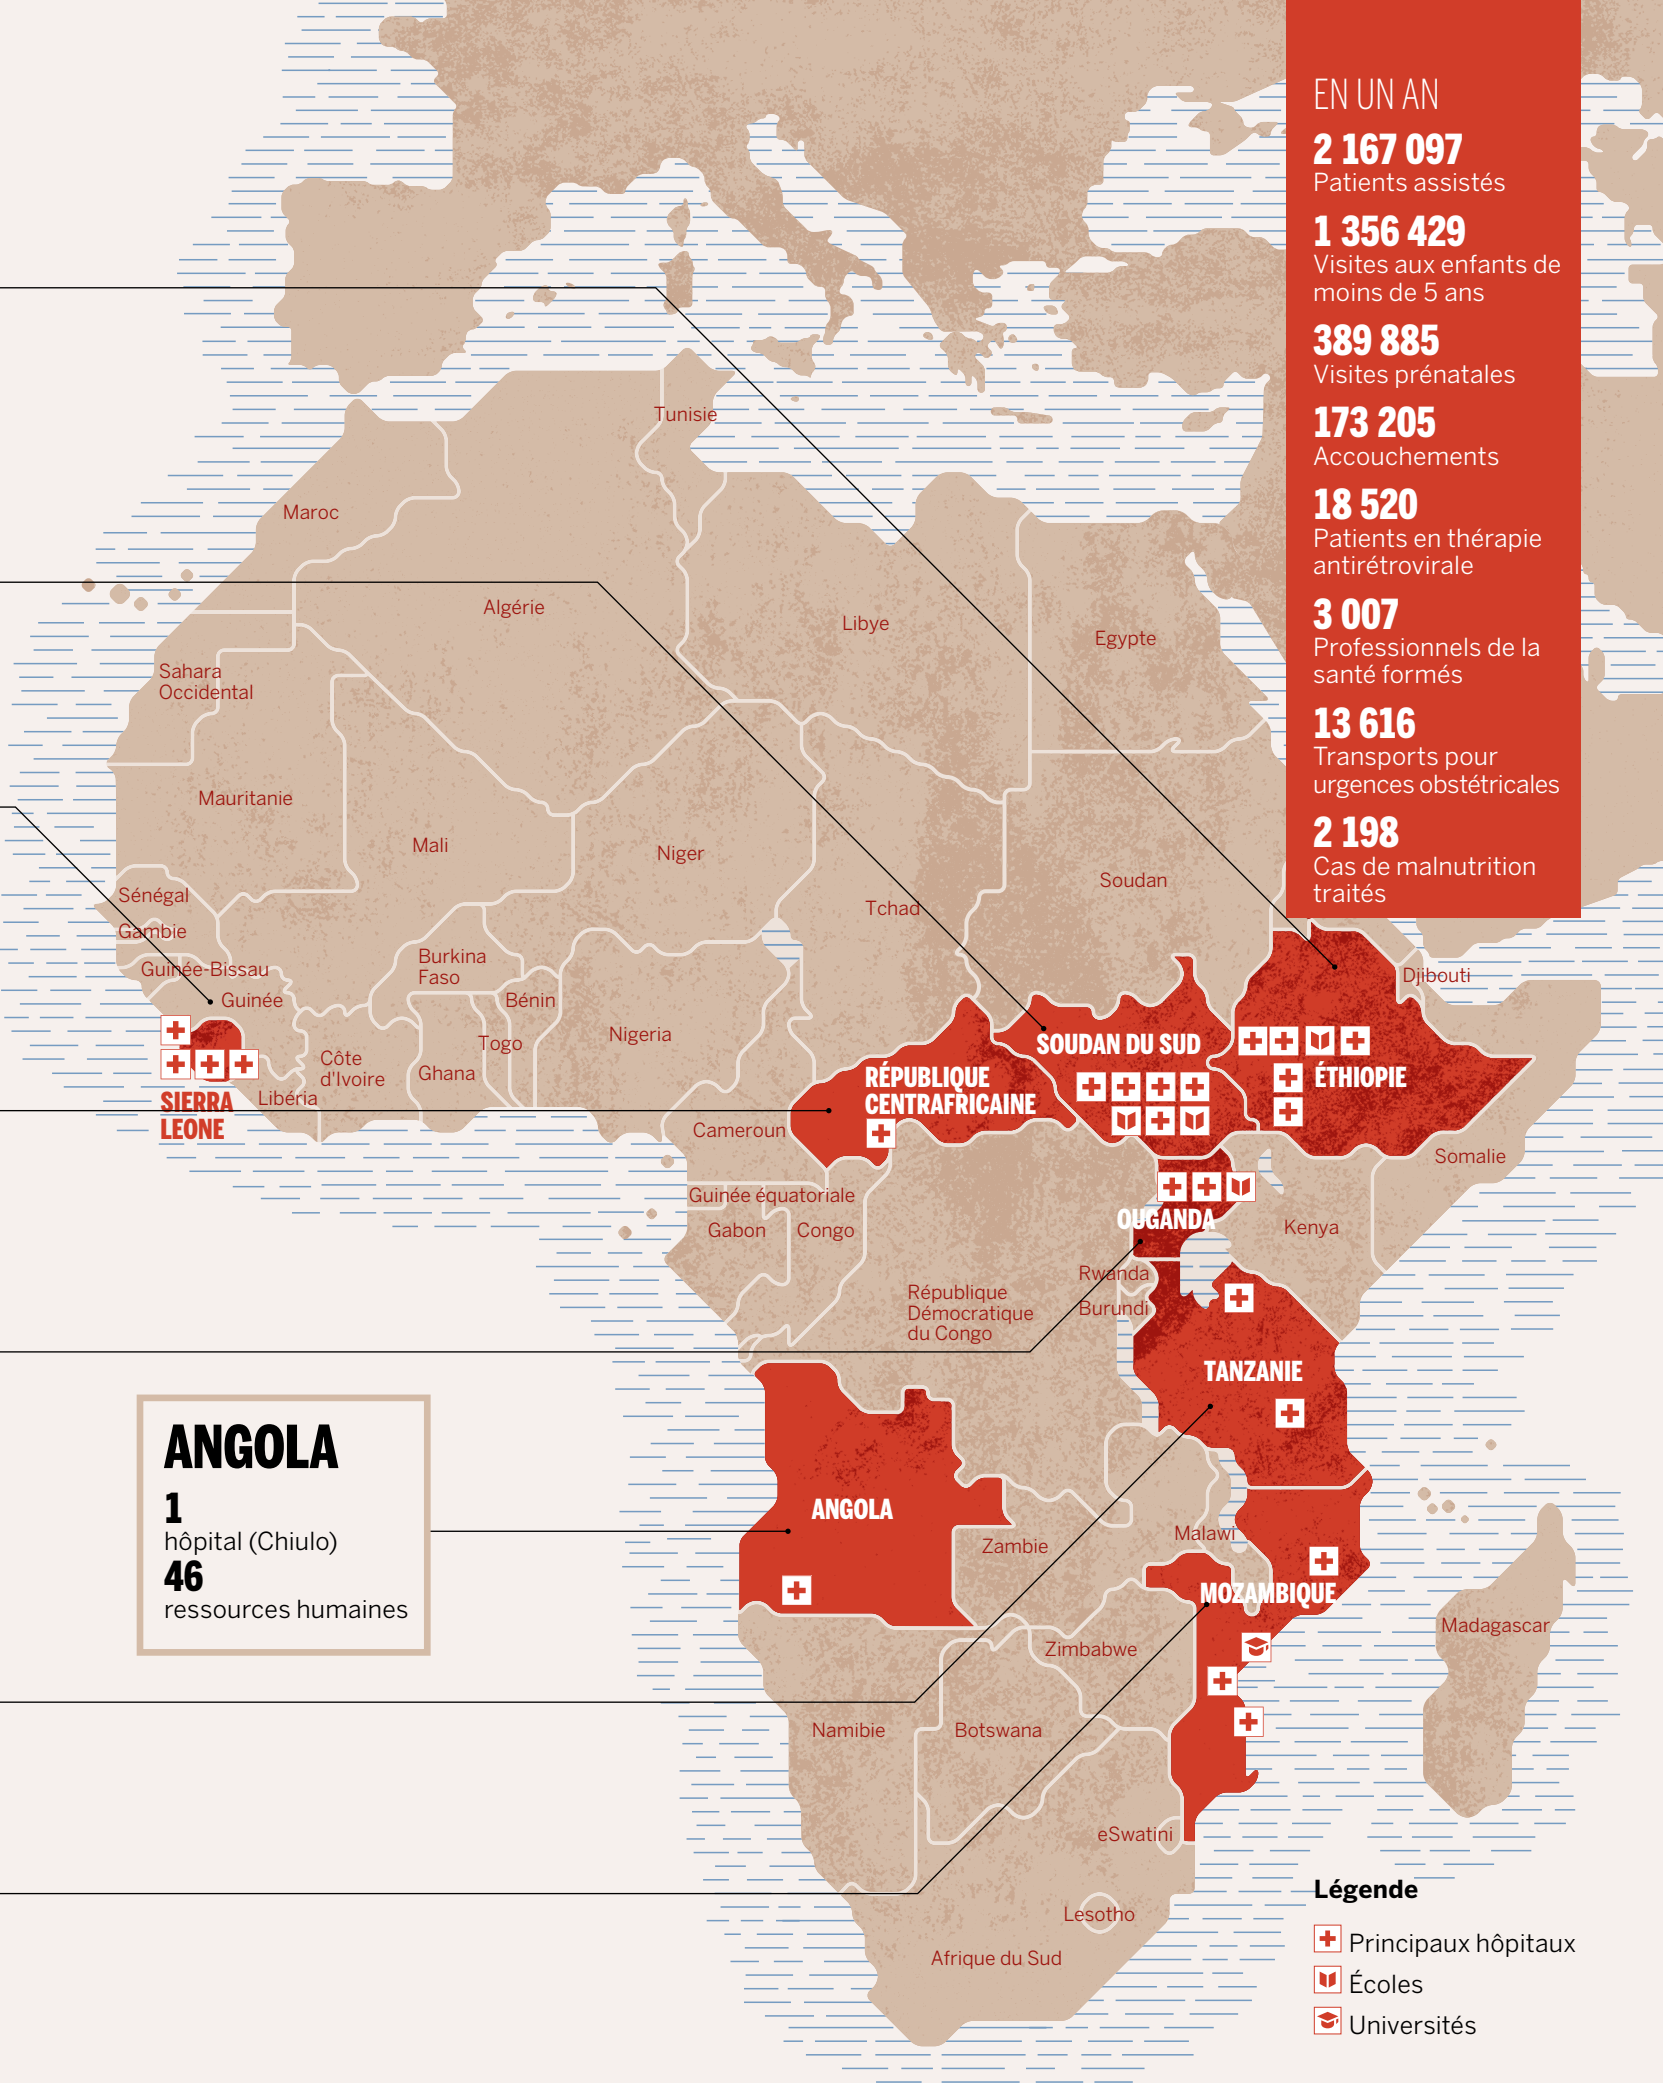 EN UN AN
2 167 097
Patients assistés
1 356 429
Visites aux enfants de
moins de 5 ans
389 885
Visites prénatales
173 205
Accouchements
18 520
Patients en thérapie
antirétrovirale
3 007
Professionnels de la
santé formés
13 616
Transports pour
urgences obstétricales
2 198
Cas de malnutrition
traités
Tunisie
Maroc
Algérie
Libye
Egypte
Sahara
Occidental
Mauritanie
Mali
Niger
Tchad
Soudan
Sénégal
Gambie
Guinée-Bissau
Guinée
Burkina
Faso
Bénin
Togo
Nigeria
Côte
d'Ivoire
Ghana
Libéria
SIERRA
LEONE
Djibouti
SOUDAN DU SUD
ÉTHIOPIE
RÉPUBLIQUE
CENTRAFRICAINE
Cameroun
Somalie
Guinée équatoriale
Gabon
Congo
OUGANDA
Kenya
Rwanda
Burundi
République
Démocratique
du Congo
TANZANIE
ANGOLA
1
hôpital (Chiulo)
46
ressources humaines
ANGOLA
Zambie
Malawi
MOZAMBIQUE
Madagascar
Zimbabwe
Namibie
Botswana
eSwatini
Lesotho
Afrique du Sud
Légende
Principaux hôpitaux
Écoles
Universités